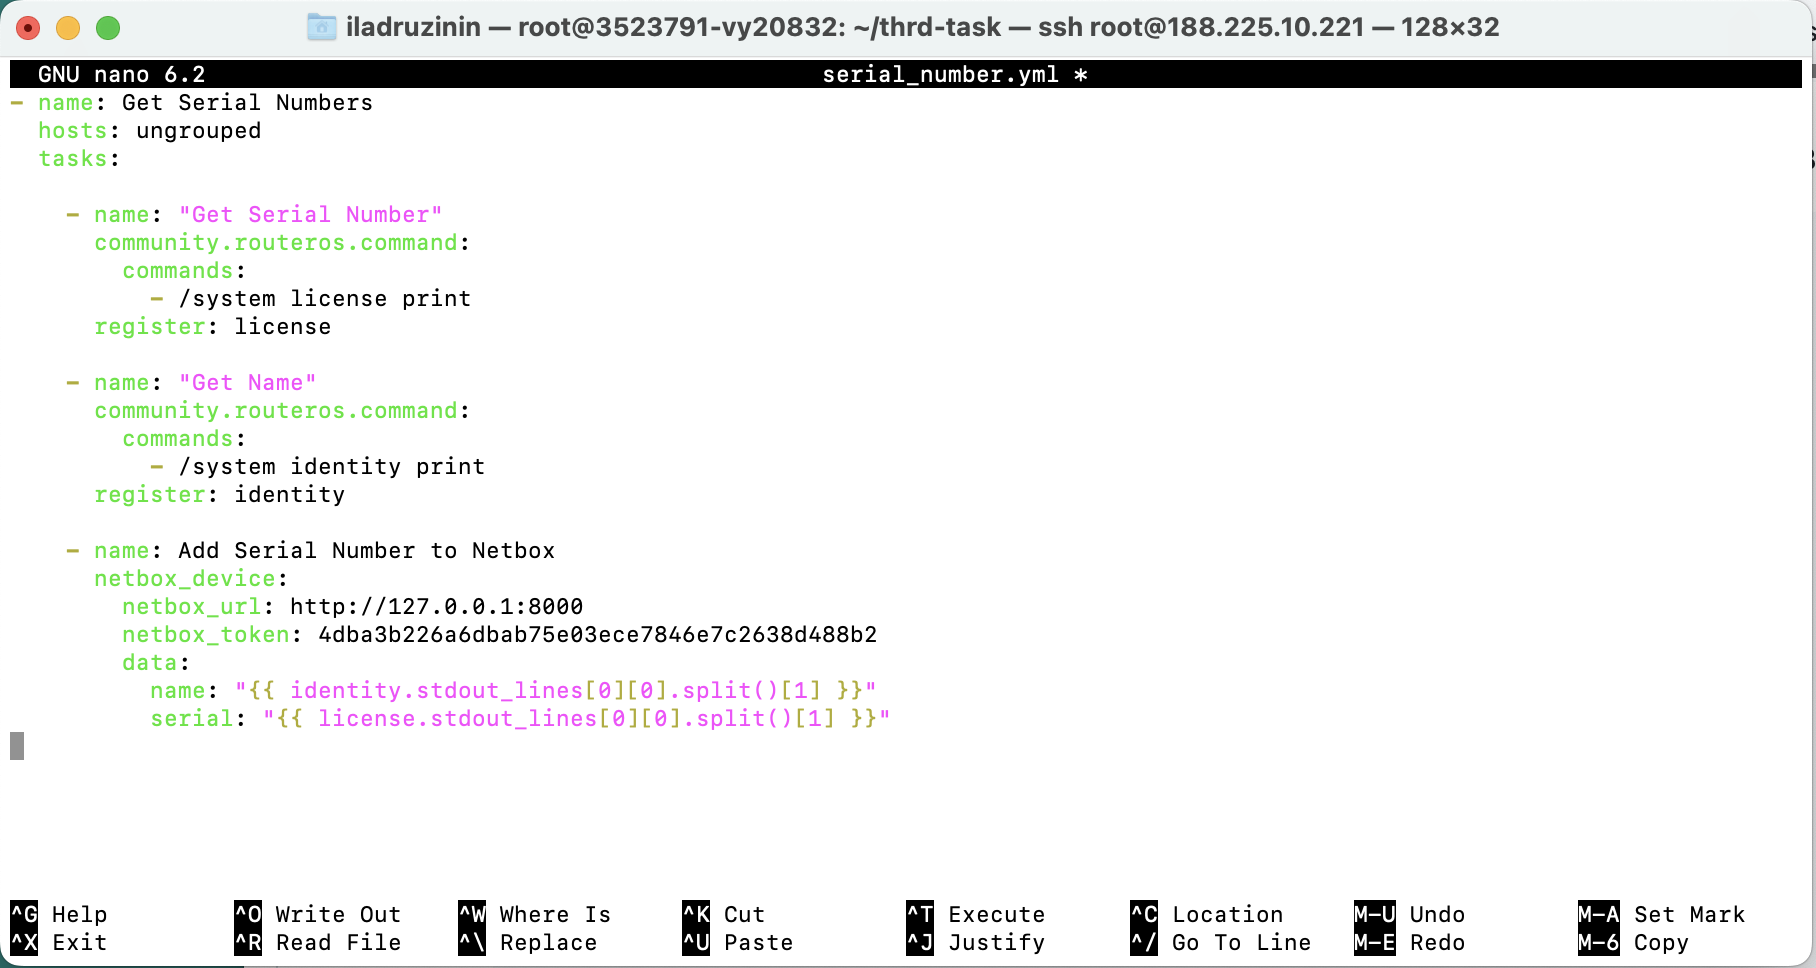 iladruzinin — root@3523791-vy20832: ~/thrd-task — ssh root@188.225.10.221 — 128×32
GNU nano 6.2 serial_number.yml *
- name: Get Serial Numbers
  hosts: ungrouped
  tasks:

    - name: "Get Serial Number"
      community.routeros.command:
        commands:
          - /system license print
      register: license

    - name: "Get Name"
      community.routeros.command:
        commands:
          - /system identity print
      register: identity

    - name: Add Serial Number to Netbox
      netbox_device:
        netbox_url: http://127.0.0.1:8000
        netbox_token: 4dba3b226a6dbab75e03ece7846e7c2638d488b2
        data:
          name: "{{ identity.stdout_lines[0][0].split()[1] }}"
          serial: "{{ license.stdout_lines[0][0].split()[1] }}"

^G Help ^O Write Out ^W Where Is ^K Cut ^T Execute ^C Location M-U Undo M-A Set Mark
^X Exit ^R Read File ^\ Replace ^U Paste ^J Justify ^/ Go To Line M-E Redo M-6 Copy